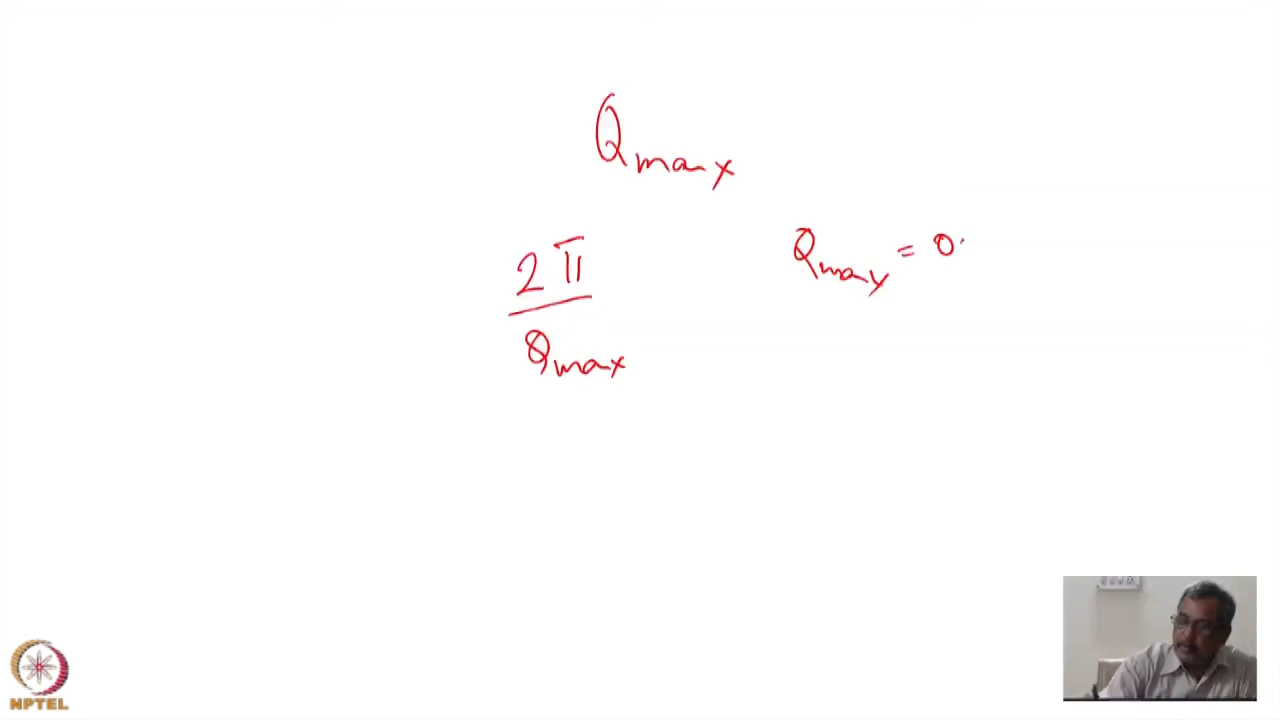 Qmax
2π
Qmax
Qmax = 0.
NPTEL